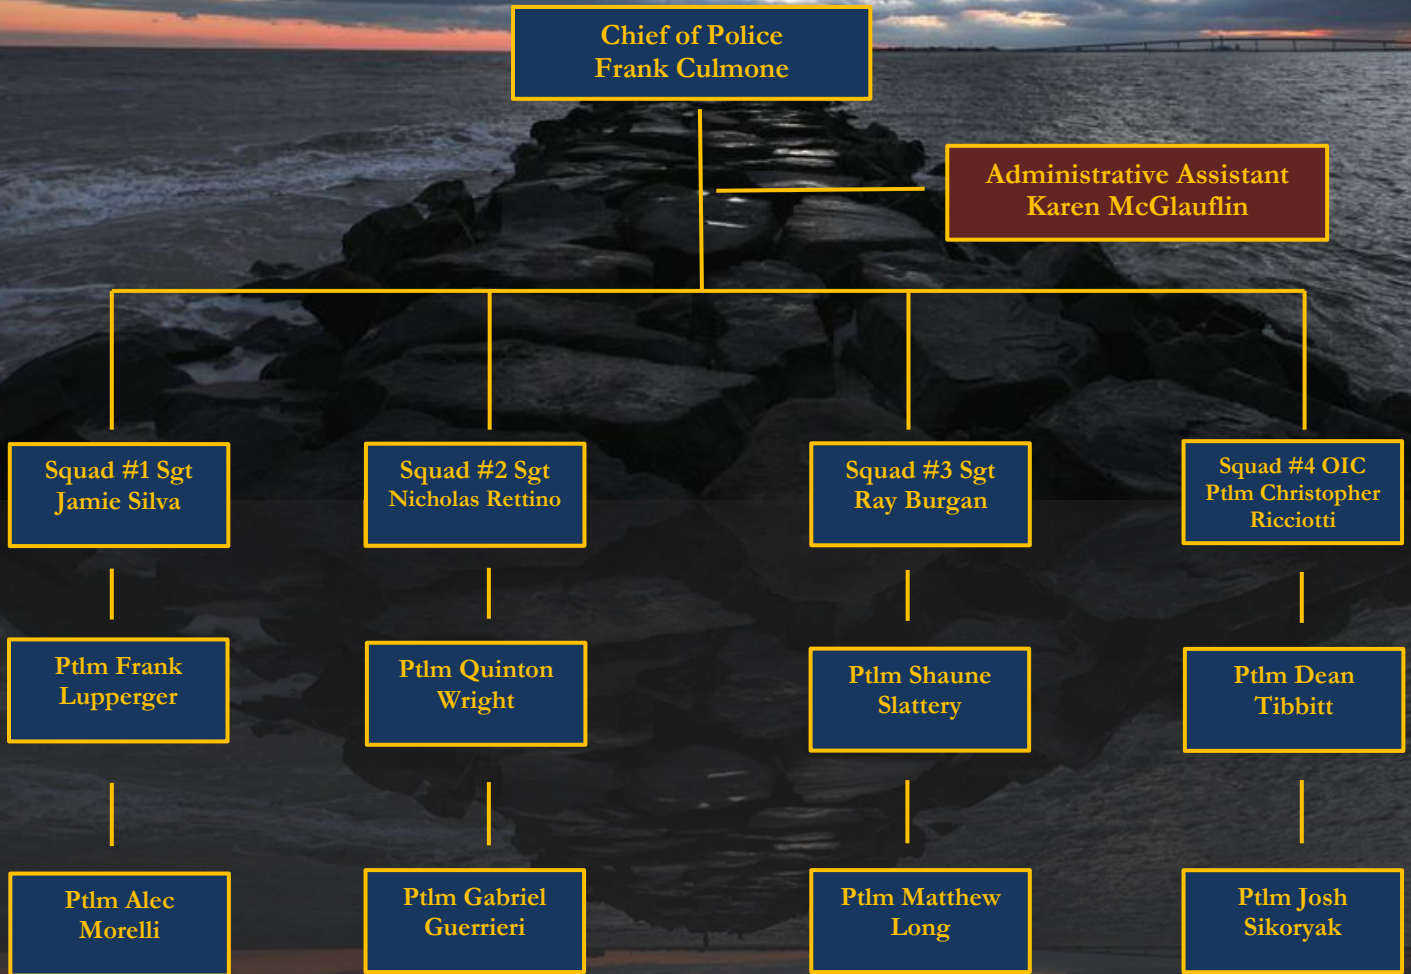 Chief of Police
Frank Culmone
Administrative Assistant
Karen McGlauflin
Squad #1 Sgt
Jamie Silva
Squad #2 Sgt
Nicholas Rettino
Squad #3 Sgt
Ray Burgan
Squad #4 OIC
Ptlm Christopher
Ricciotti
Ptlm Frank
Lupperger
Ptlm Quinton
Wright
Ptlm Shaune
Slattery
Ptlm Dean
Tibbitt
Ptlm Alec
Morelli
Ptlm Gabriel
Guerrieri
Ptlm Matthew
Long
Ptlm Josh
Sikoryak